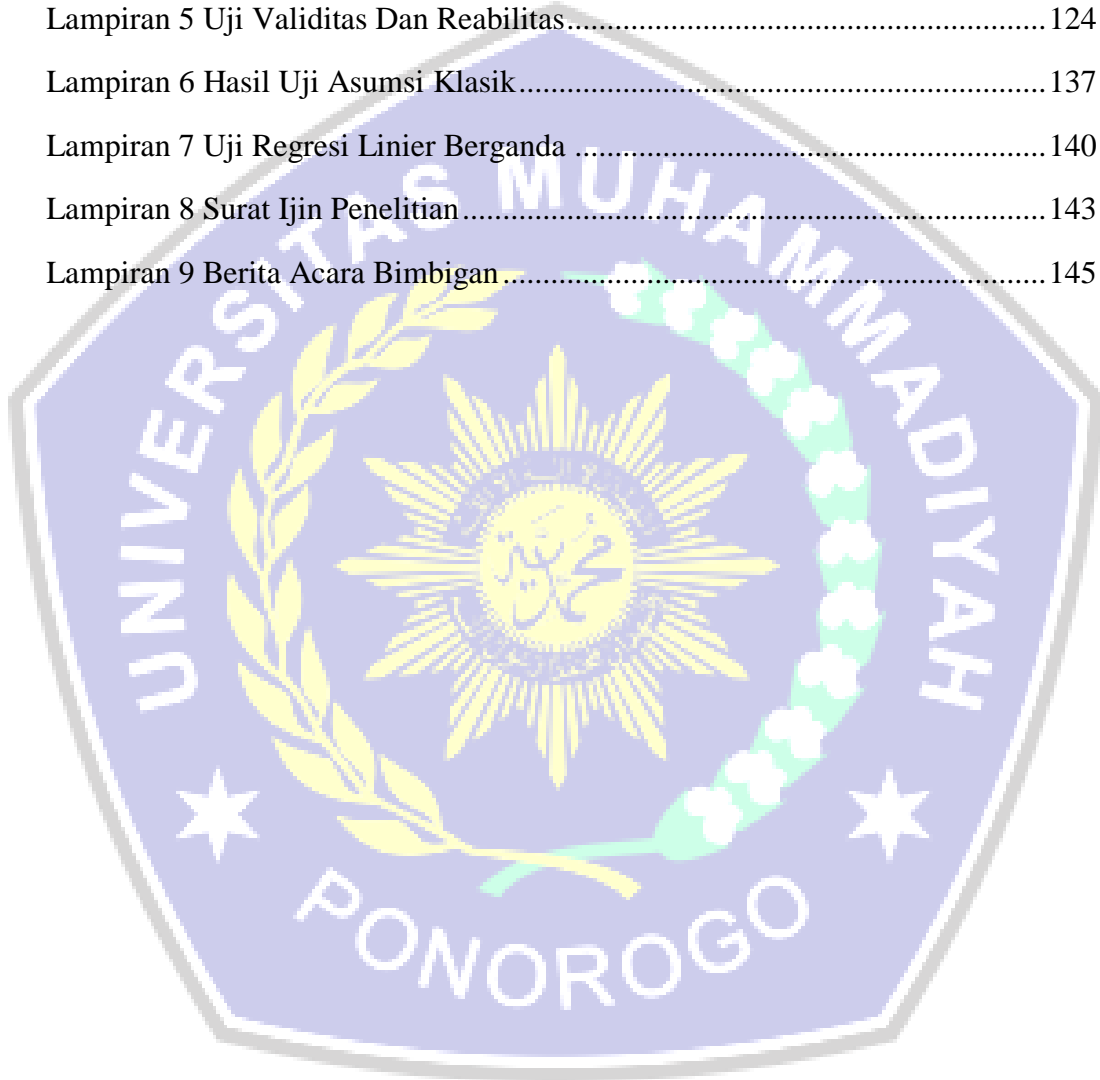 Lampiran 5 Uji Validitas Dan Reabilitas...............................................................124
Lampiran 6 Hasil Uji Asumsi Klasik.....................................................................137
Lampiran 7 Uji Regresi Linier Berganda ..............................................................140
Lampiran 8 Surat Ijin Penelitian............................................................................143
Lampiran 9 Berita Acara Bimbigan.......................................................................145
UNIVERSITAS MUHAMMADIYAH
PONOROGO